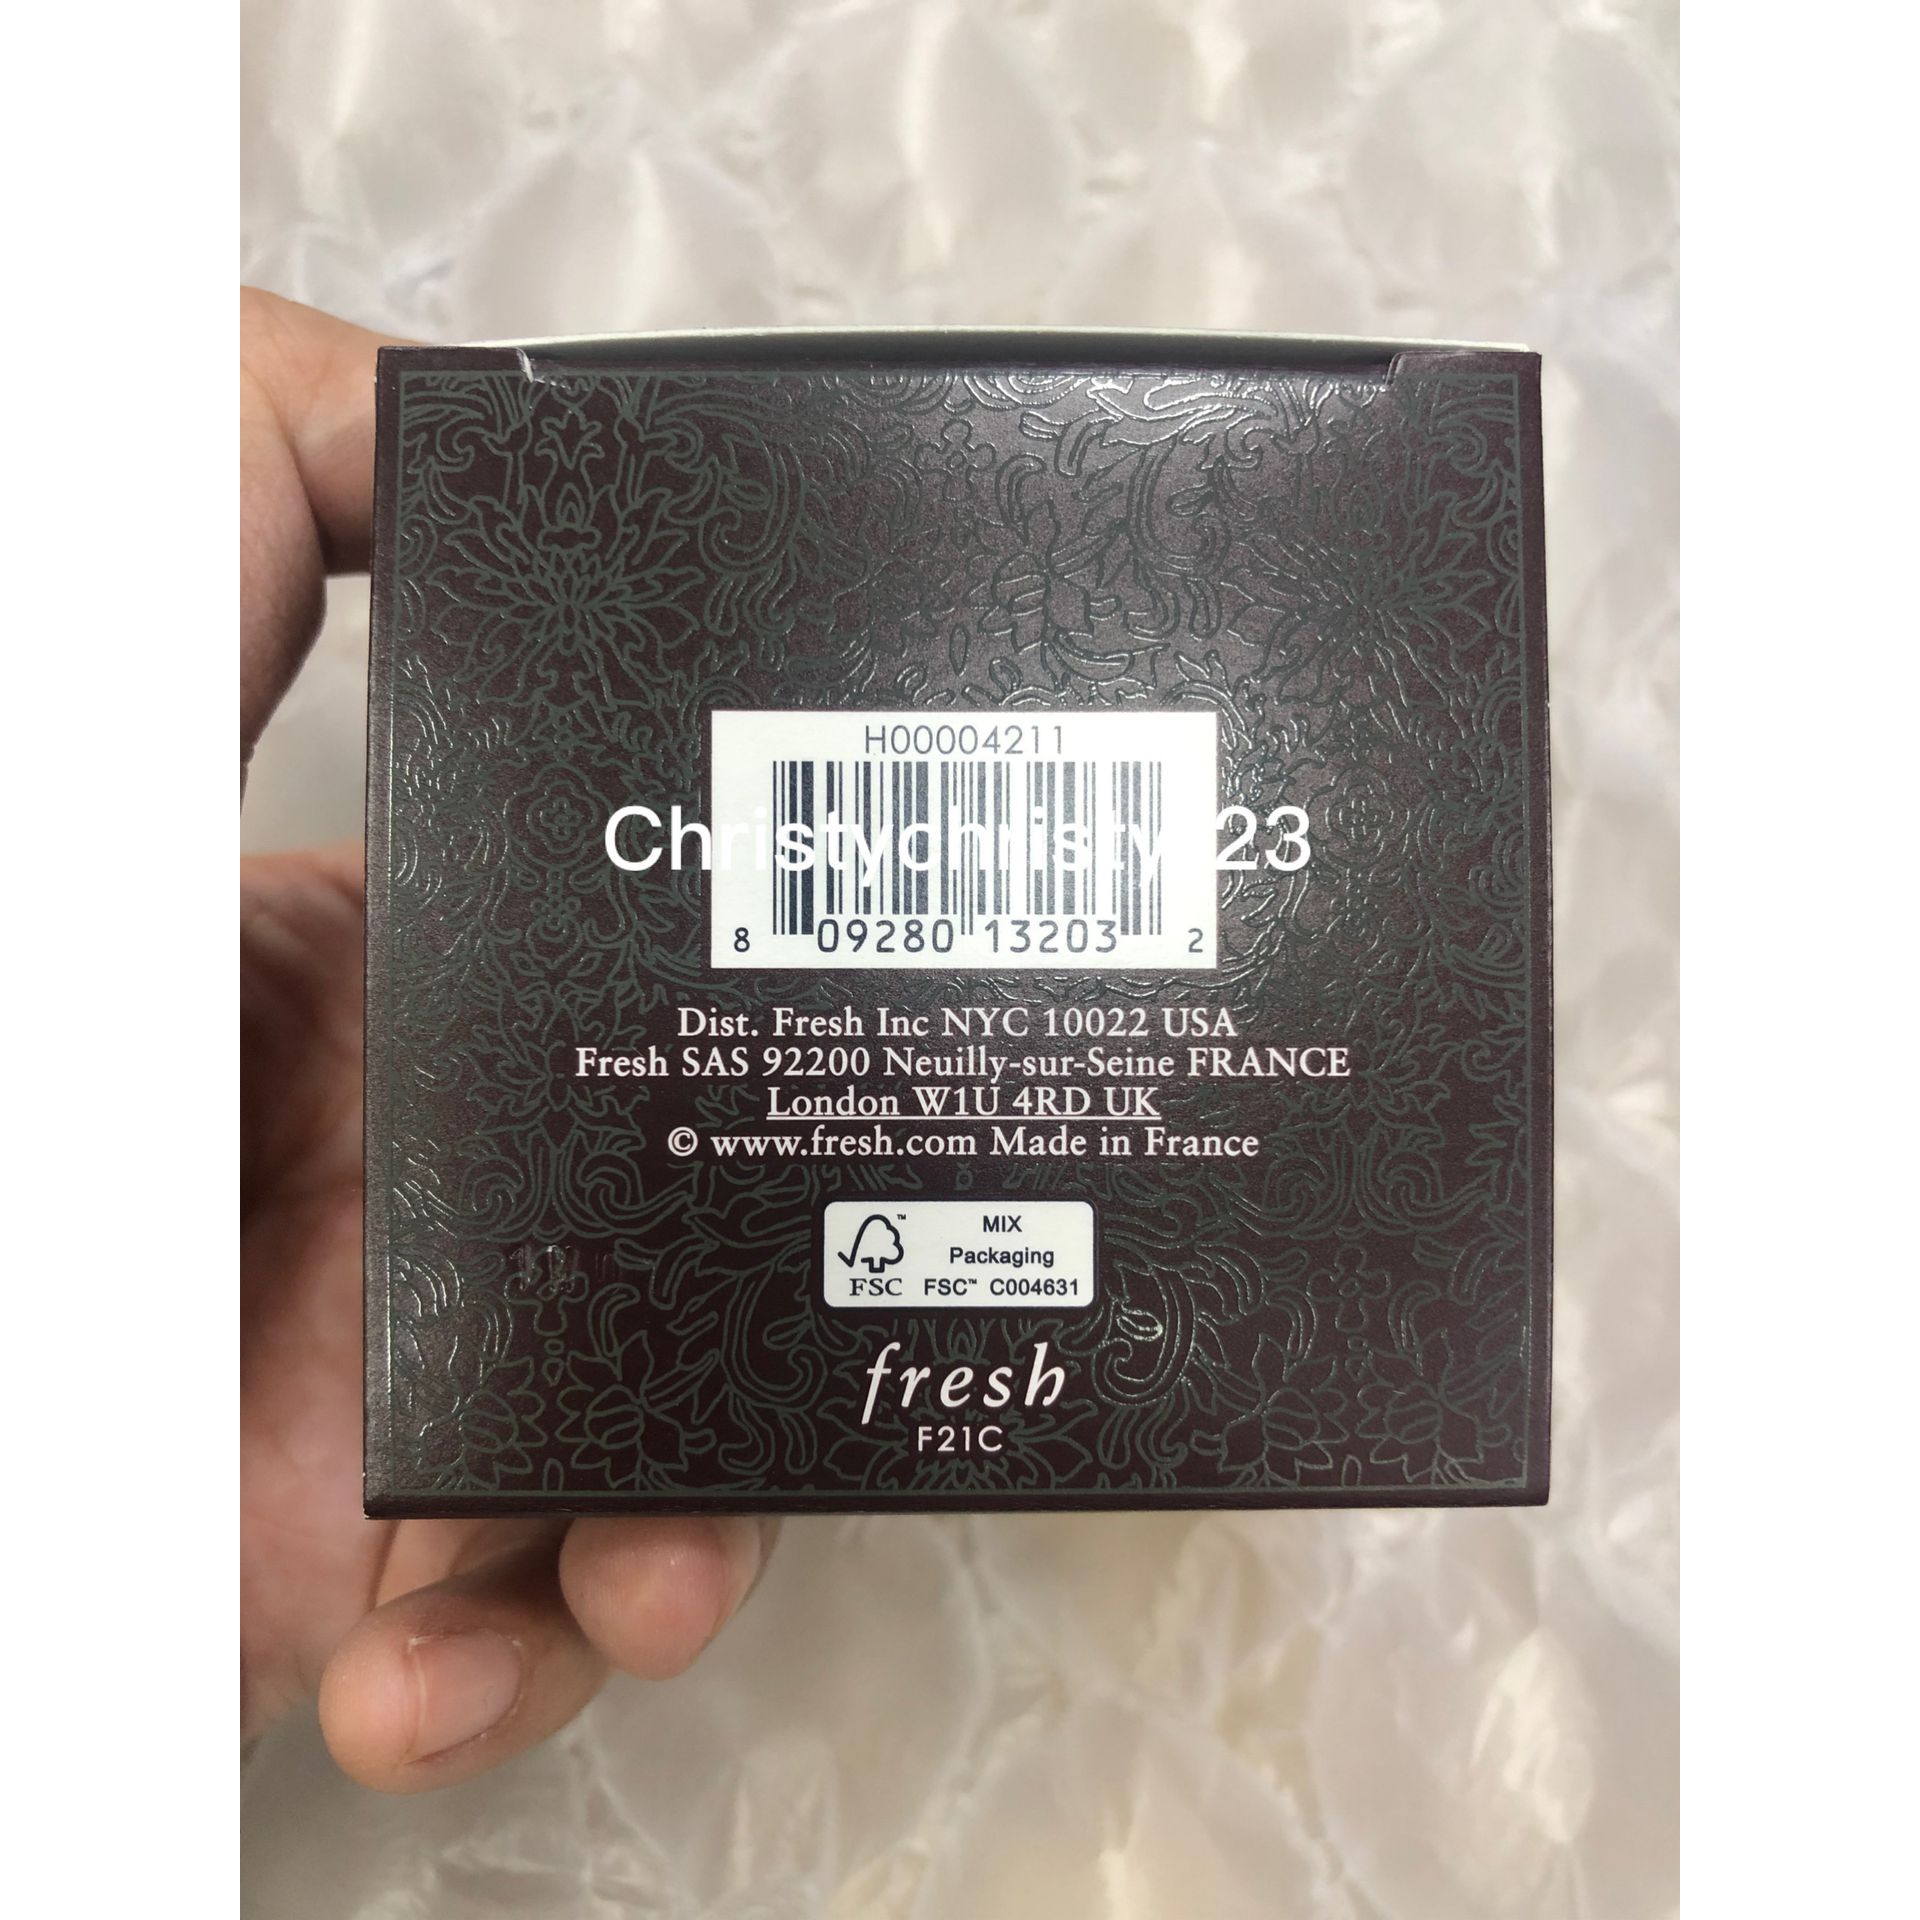 H00004211
8 09280 13203 2
Dist. Fresh Inc NYC 10022 USA
Fresh SAS 92200 Neuilly-sur-Seine FRANCE
London W1U 4RD UK
© www.fresh.com Made in France
MIX
Packaging
FSC™ C004631
FSC
fresh
F21C